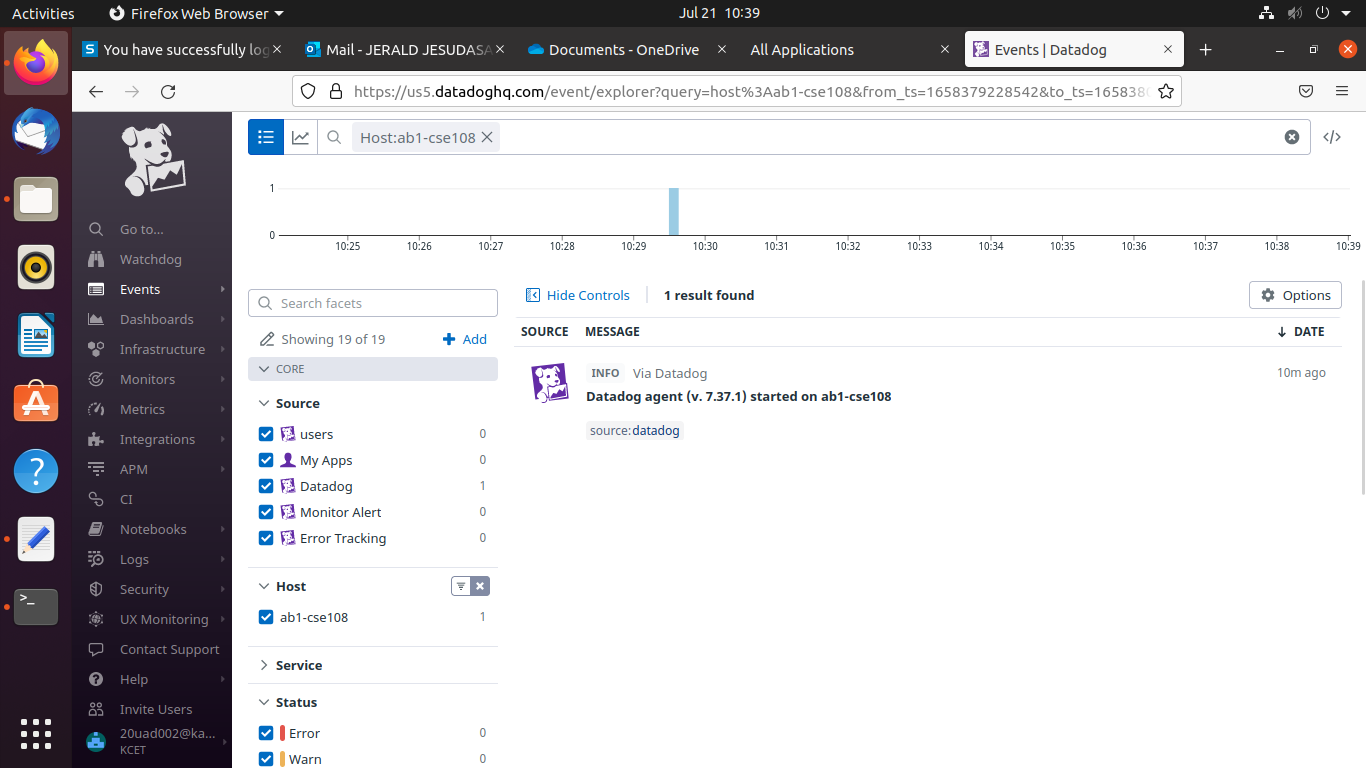 Activities Firefox Web Browser Jul 21 10:39
You have successfully log Mail - JERALD JESUDASA Documents - OneDrive All Applications Events | Datadog
https://us5.datadoghq.com/event/explorer?query=host%3Aab1-cse108&from_ts=1658379228542&to_ts=165838
Host:ab1-cse108
1
0
10:25 10:26 10:27 10:28 10:29 10:30 10:31 10:32 10:33 10:34 10:35 10:36 10:37 10:38 10:39
Go to...
Watchdog
Events
Dashboards
Infrastructure
Monitors
Metrics
Integrations
APM
CI
Notebooks
Logs
Security
UX Monitoring
Contact Support
Help
Invite Users
20uad002@ka...
KCET
Search facets
Showing 19 of 19 Add
CORE
Source
users 0
My Apps 0
Datadog 1
Monitor Alert 0
Error Tracking 0
Host
ab1-cse108 1
Service
Status
Error 0
Warn 0
Hide Controls 1 result found Options
SOURCE MESSAGE DATE
INFO Via Datadog 10m ago
Datadog agent (v. 7.37.1) started on ab1-cse108
source:datadog